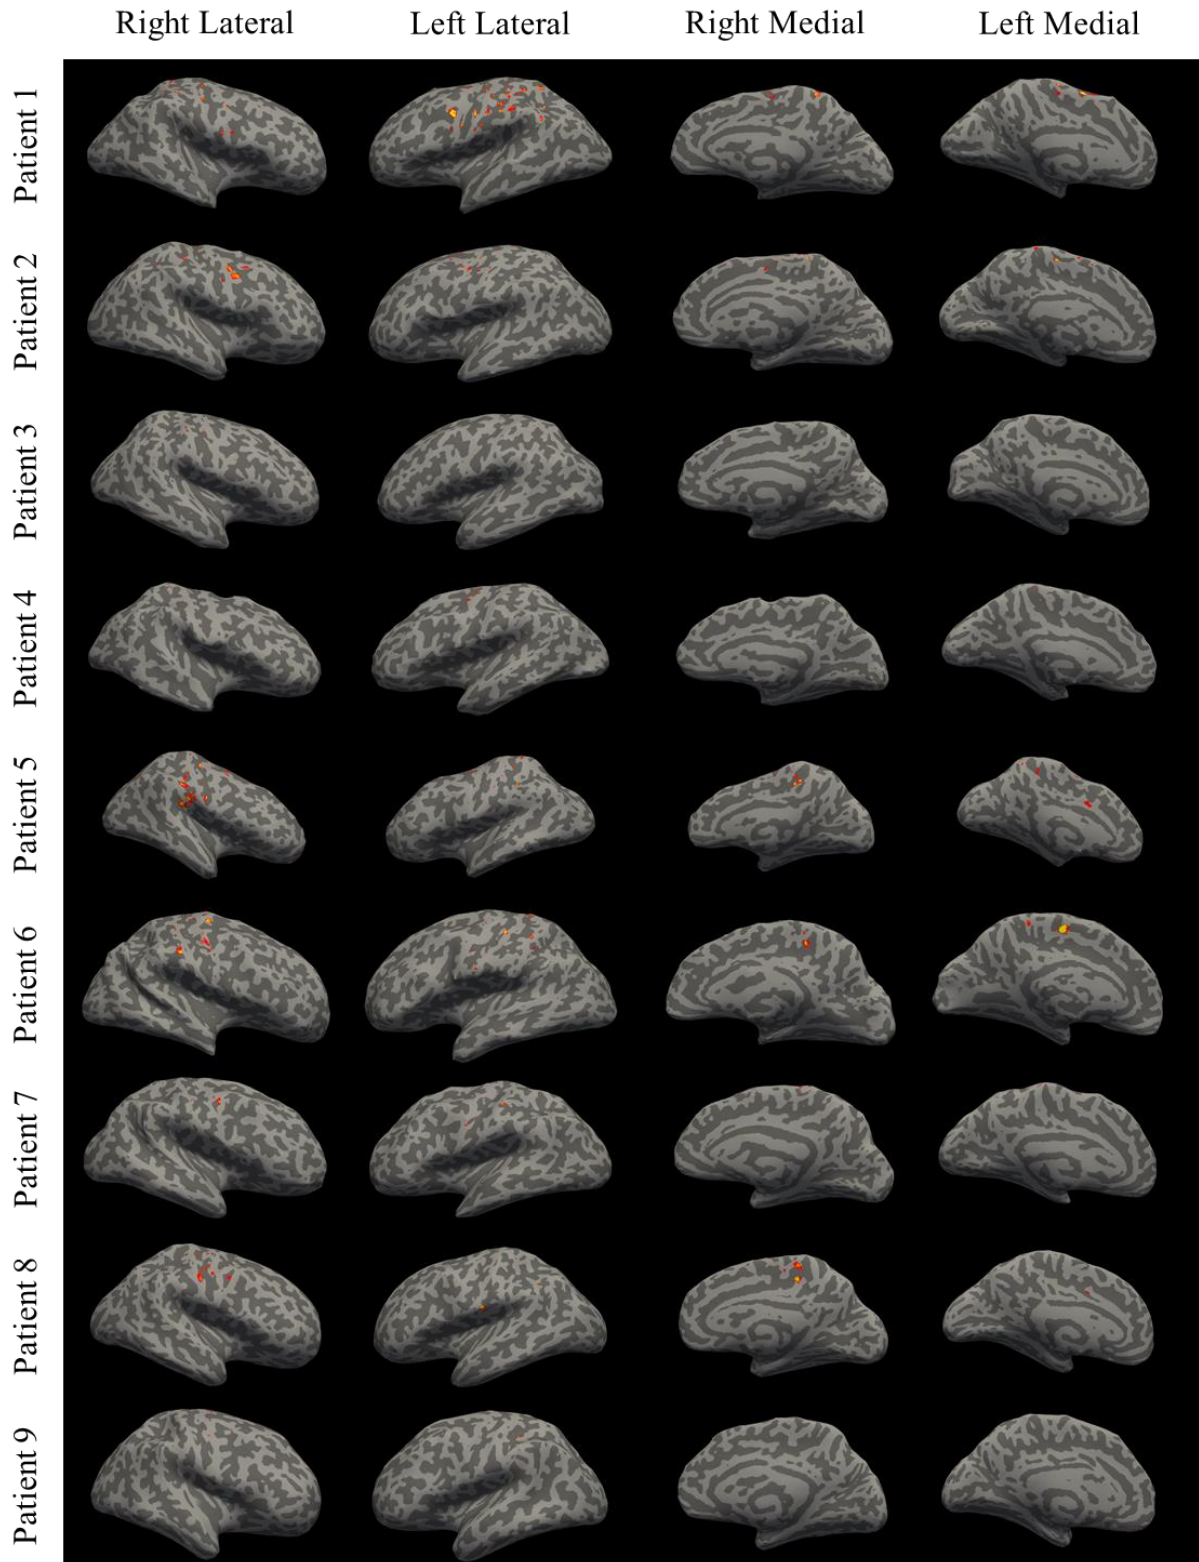 Right Lateral Left Lateral Right Medial Left Medial
Patient 1
Patient 2
Patient 3
Patient 4
Patient 5
Patient 6
Patient 7
Patient 8
Patient 9